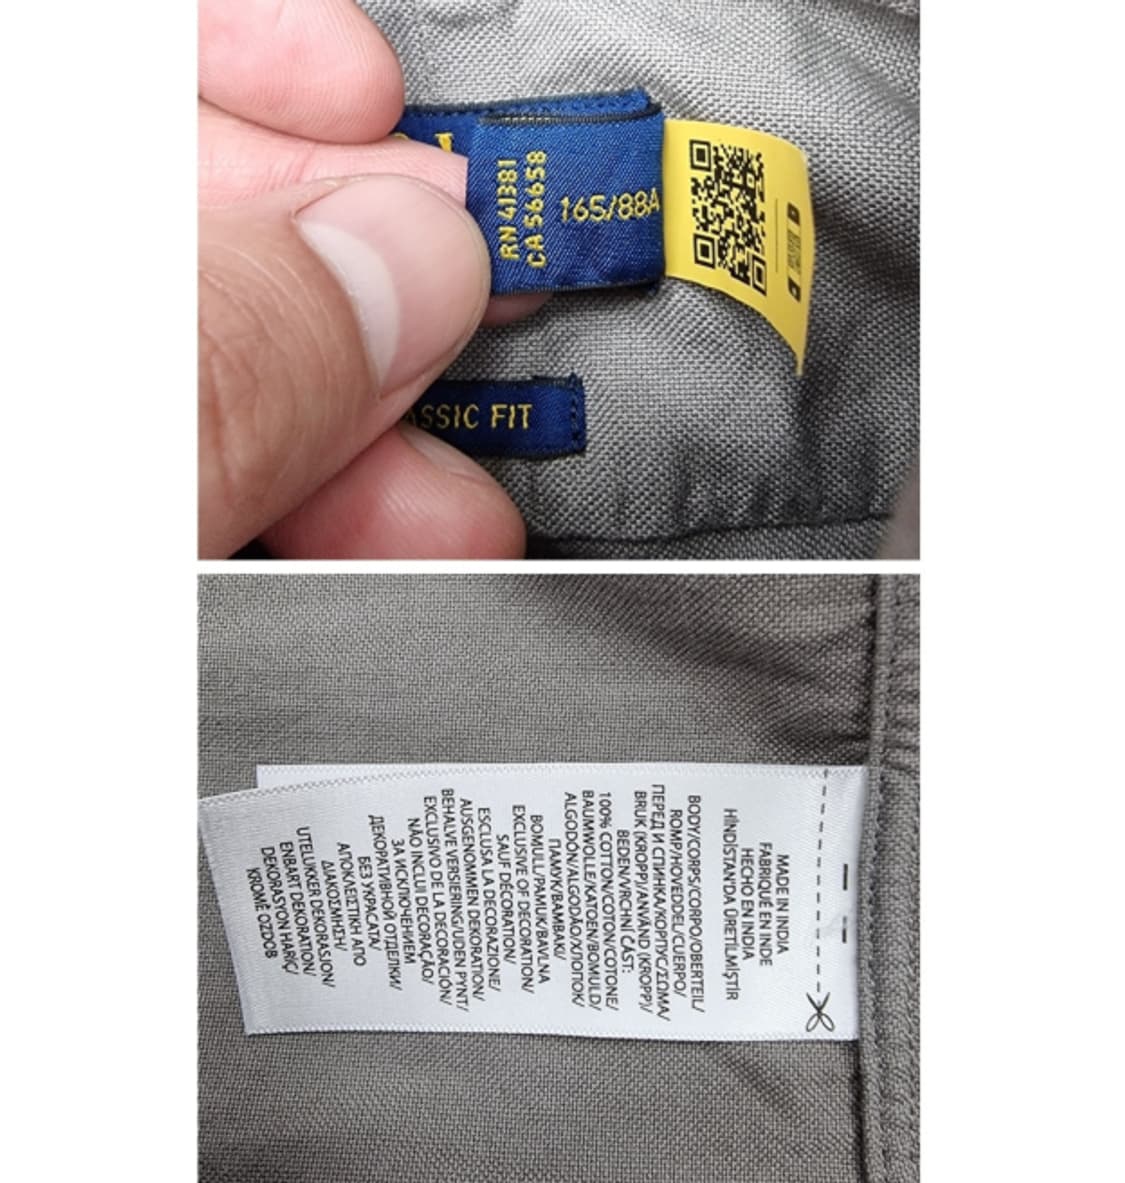 RN 41381
CA 56658
165/88A
ASSIC FIT
MADE IN INDIA
FABRIQUÉ EN INDE
HECHO EN INDIA
HİNDİSTAN'DA ÜRETİLMİŞTİR
BODY/CORPS/CORPO/OBERTEIL/
ROMP/HOVEDDEL/CUERPO/
ПЕРЕД И СПИНКА/КОРПУС/ΣΩΜΑ/
BRUK (KROPP)/ANVÄND (KROPP)/
BEDEN/VRCHNÍ ČÁST:
100% COTTON/COTON/COTONE/
BAUMWOLLE/KATOEN/BOMULD/
ALGODÓN/ALGODÃO/ХЛОПОК/
ПАМУК/ΒΑΜΒΑΚΙ/
BOMULL/PAMUK/BAVLNA
EXCLUSIVE OF DECORATION/
SAUF DÉCORATION/
ESCLUSA LA DECORAZIONE/
AUSGENOMMEN DEKORATION/
BEHALVE VERSIERING/UDEN PYNT/
EXCLUSIVO DE LA DECORACIÓN/
NÃO INCLUI DECORAÇÃO/
ЗА ИСКЛЮЧЕНИЕМ
ДЕКОРАТИВНОЙ ОТДЕЛКИ/
БЕЗ УКРАСАТА/
ΑΠΟΚΛΕΙΣΤΙΚΗ ΑΠΟ
ΔΙΑΚΟΣΜΗΣΗ/
UTELUKKER DEKORASJON/
ENBART DEKORATION/
DEKORASYON HARİÇ/
KROMĚ OZDOB